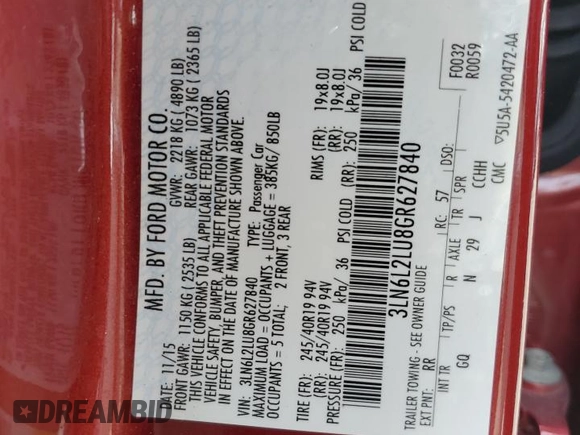 MFD. BY FORD MOTOR CO.
DATE: 11/15 GVWR: 2218 KG ( 4890 LB)
FRONT GAWR: 1150 KG ( 2535 LB) REAR GAWR: 1073 KG ( 2365 LB)
THIS VEHICLE CONFORMS TO ALL APPLICABLE FEDERAL MOTOR
VEHICLE SAFETY, BUMPER, AND THEFT PREVENTION STANDARDS
IN EFFECT ON THE DATE OF MANUFACTURE SHOWN ABOVE.
VIN: 3LN6L2LU8GR627840 TYPE: Passenger Car
MAXIMUM LOAD = OCCUPANTS + LUGGAGE = 385KG/ 850LB
OCCUPANTS = 5 TOTAL: 2 FRONT, 3 REAR
TIRE (FR): 245/40R19 94V RIMS (FR): 19x8.0J
TIRE (RR): 245/40R19 94V (RR): 19x8.0J
PRESSURE (FR): 250 kPa/ 36 PSI COLD (RR): 250 kPa/ 36 PSI COLD
3LN6L2LU8GR627840
TRAILER TOWING - SEE OWNER GUIDE F0032
EXT PNT: RR RC: 57 DSO: R0059
INT TR TP/PS R AXLE TR SPR
GQ N 29 J CCHH
CMC ▽5U5A-5420472-AA
DREAMBID